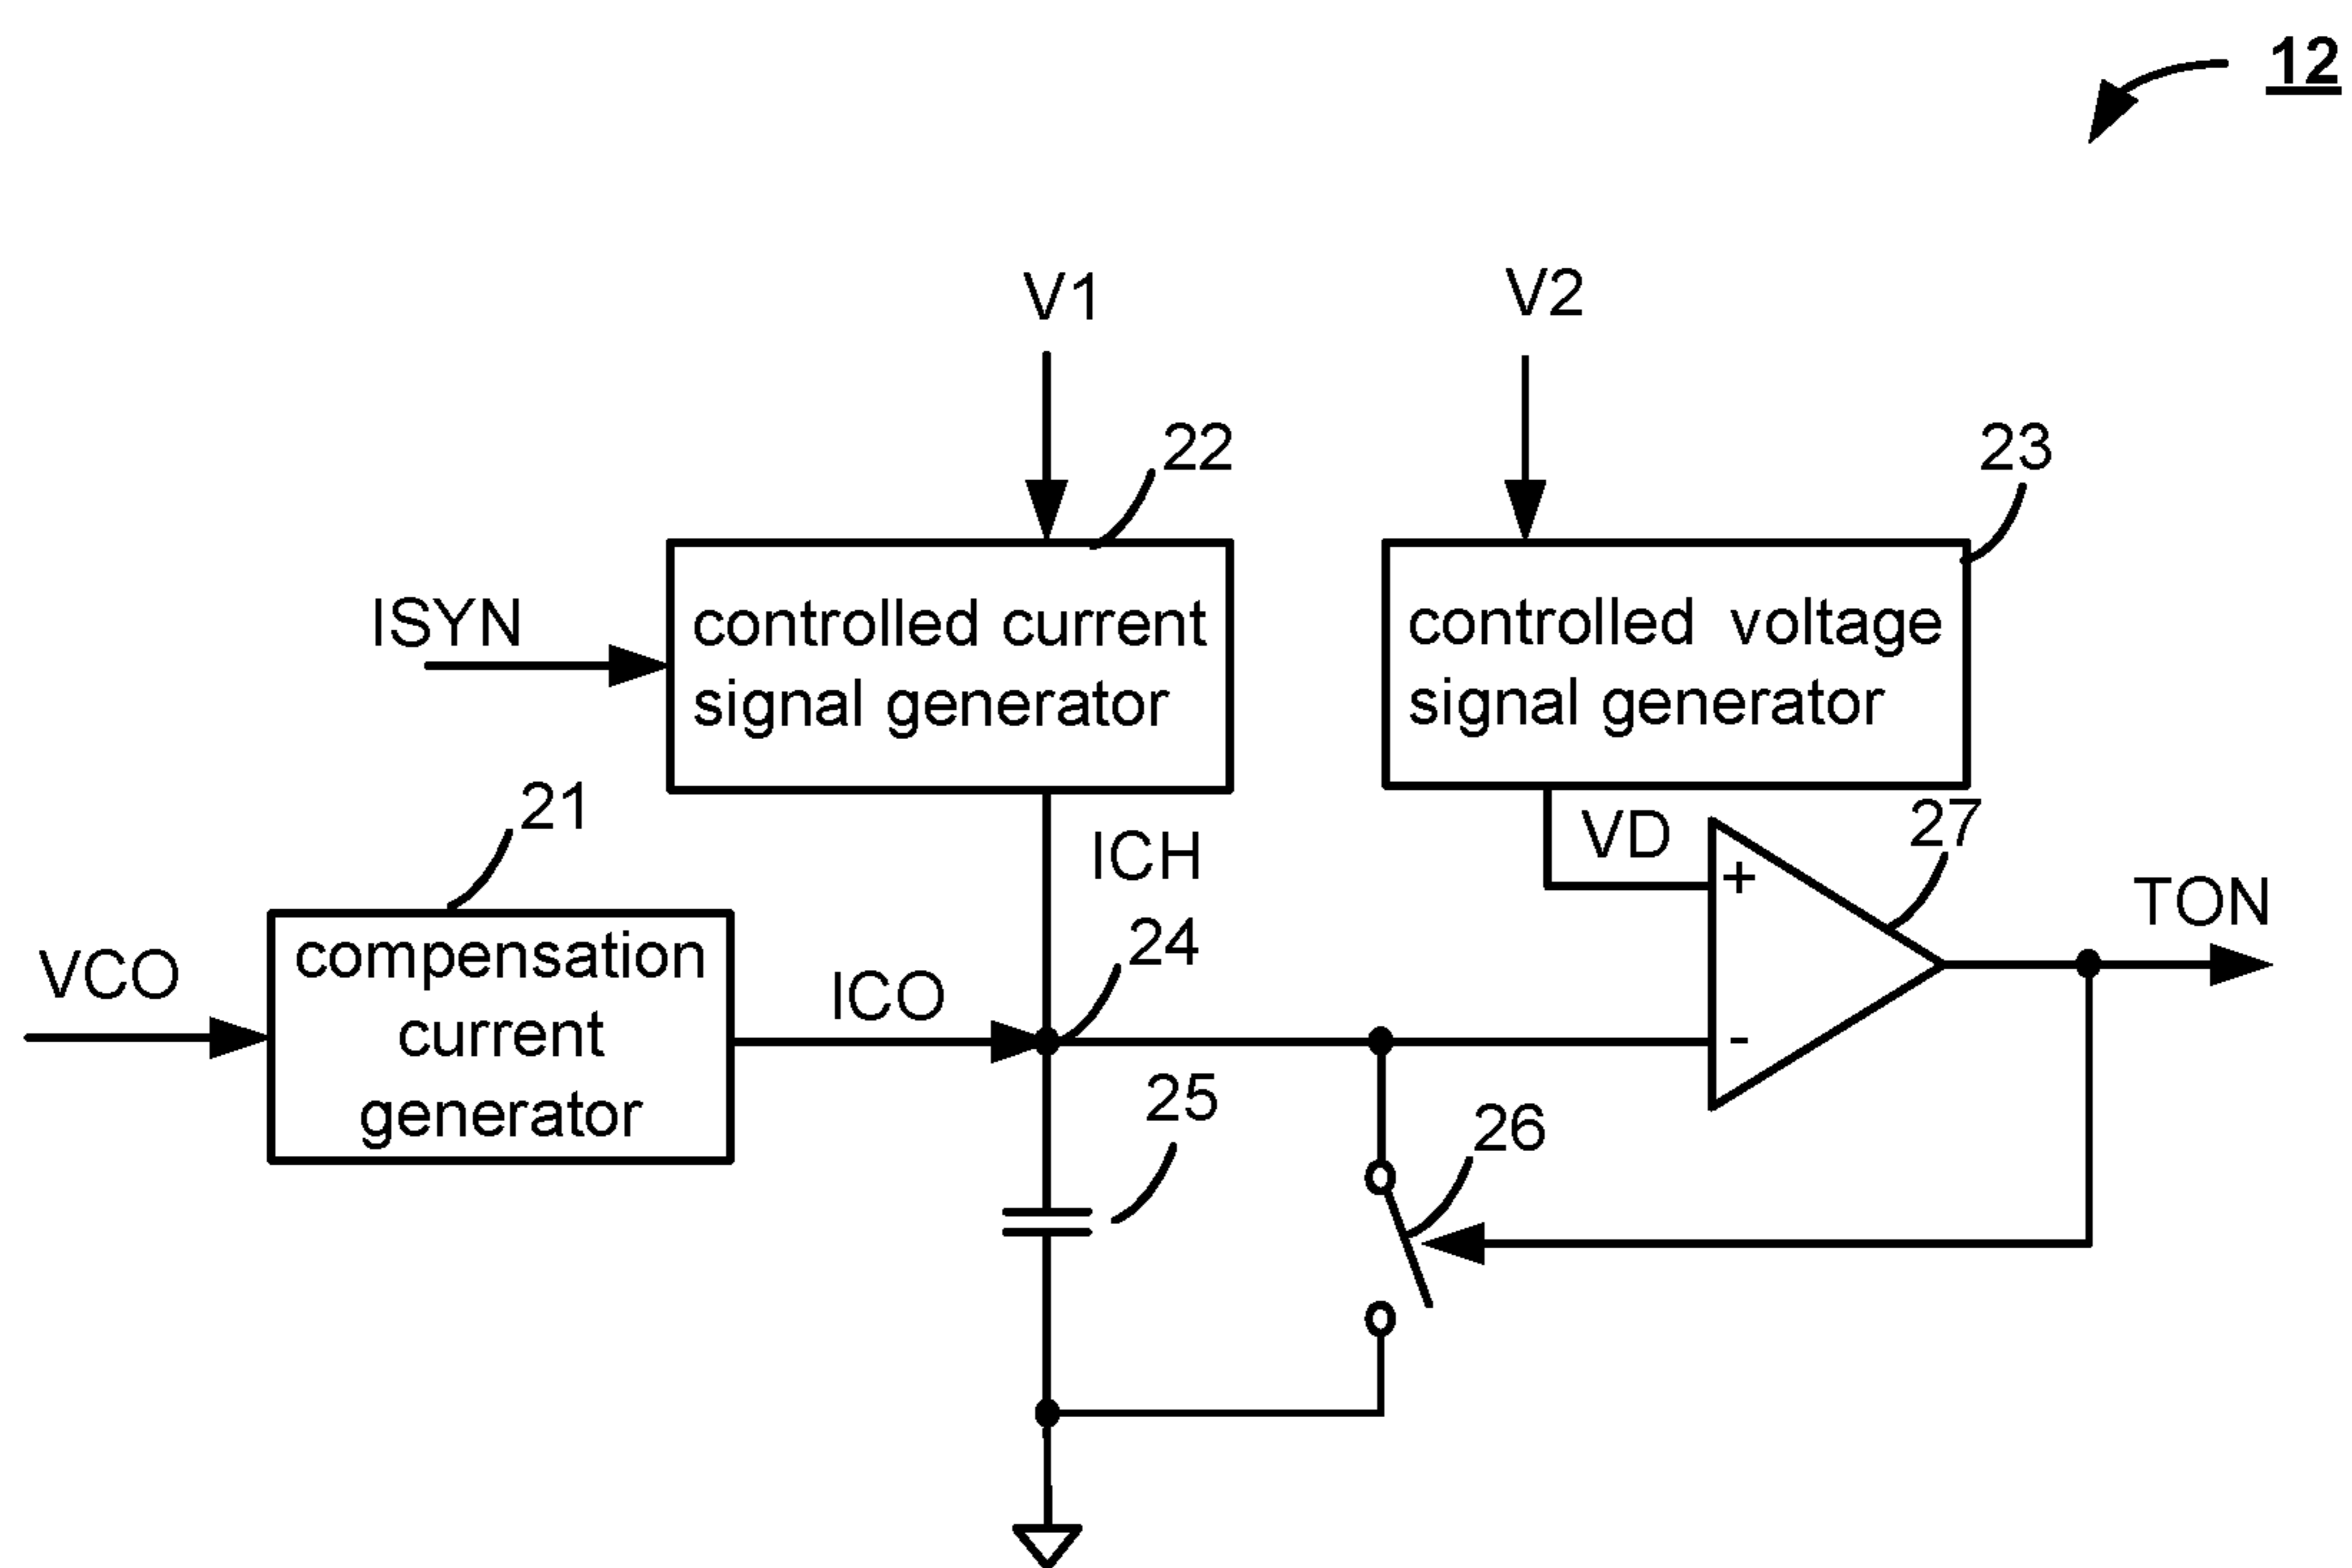 12
V1
V2
22
23
ISYN
controlled current
signal generator
controlled voltage
signal generator
21
ICH
VD
27
+
TON
24
VCO
compensation
current
generator
ICO
-
25
26